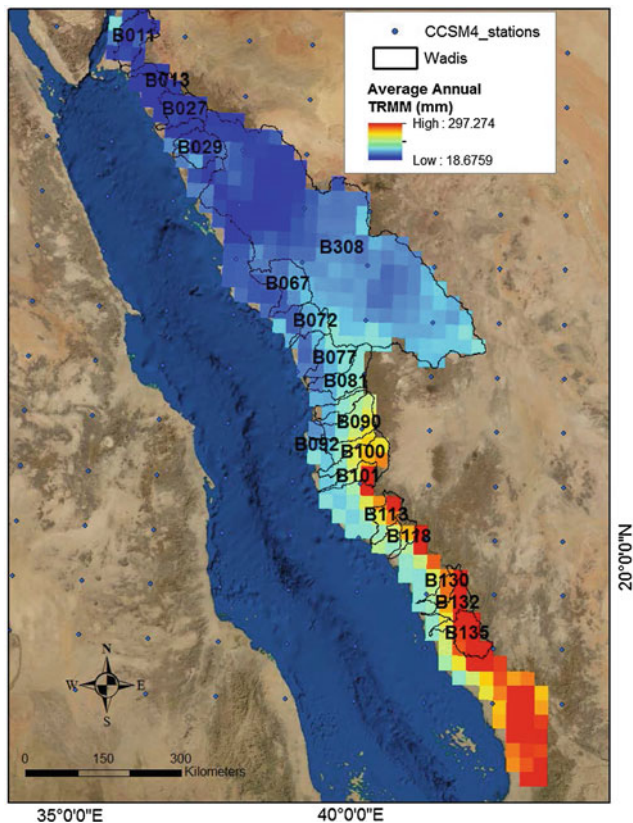 CCSM4_stations
Wadis
Average Annual
TRMM (mm)
High : 297.274
Low : 18.6759
B011
B013
B027
B029
B308
B067
B072
B077
B081
B090
B092
B100
B101
B113
B118
B130
B132
B135
20°0'0"N
N
W E
S
0 150 300
Kilometers
35°0'0"E 40°0'0"E